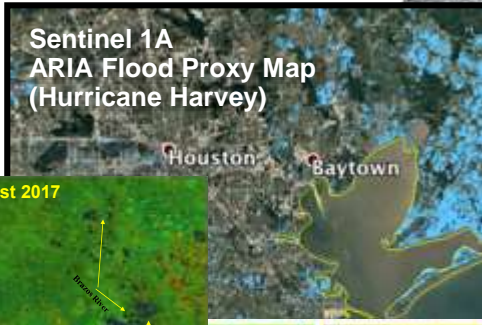 Sentinel 1A
ARIA Flood Proxy Map
(Hurricane Harvey)
Houston
Baytown
st 2017
Brazos River